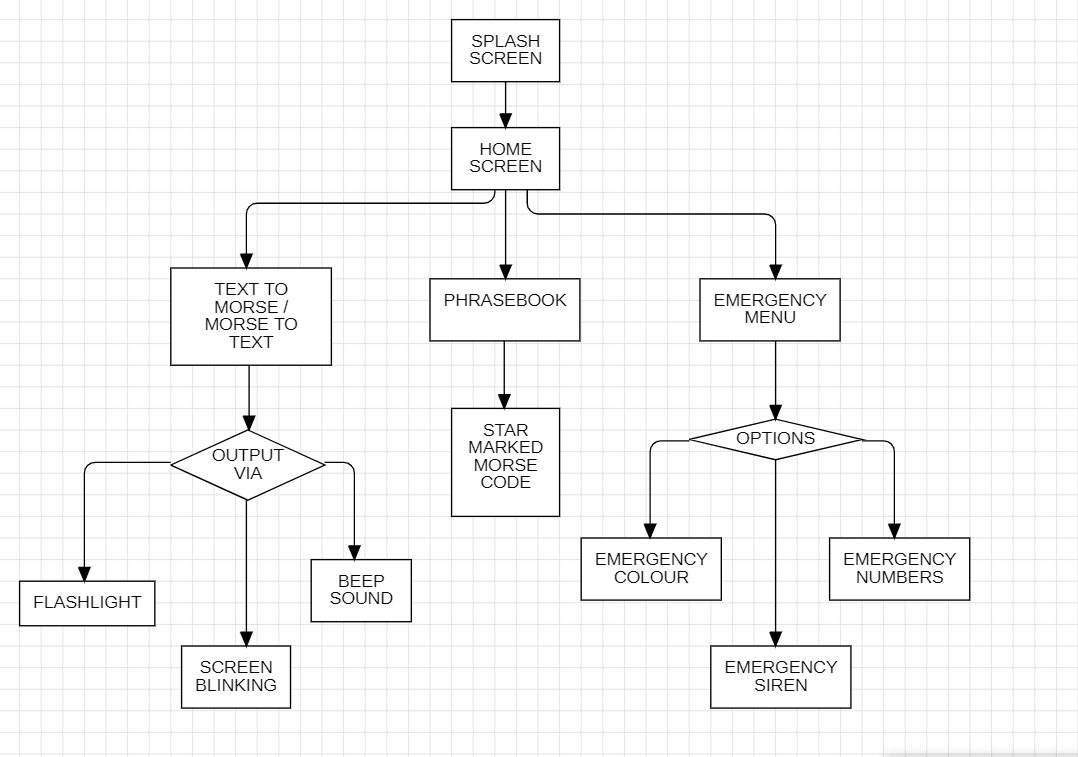 SPLASH
SCREEN
HOME
SCREEN
TEXT TO
MORSE /
MORSE TO
TEXT
PHRASEBOOK
EMERGENCY
MENU
OUTPUT
VIA
STAR
MARKED
MORSE
CODE
OPTIONS
FLASHLIGHT
SCREEN
BLINKING
BEEP
SOUND
EMERGENCY
COLOUR
EMERGENCY
SIREN
EMERGENCY
NUMBERS